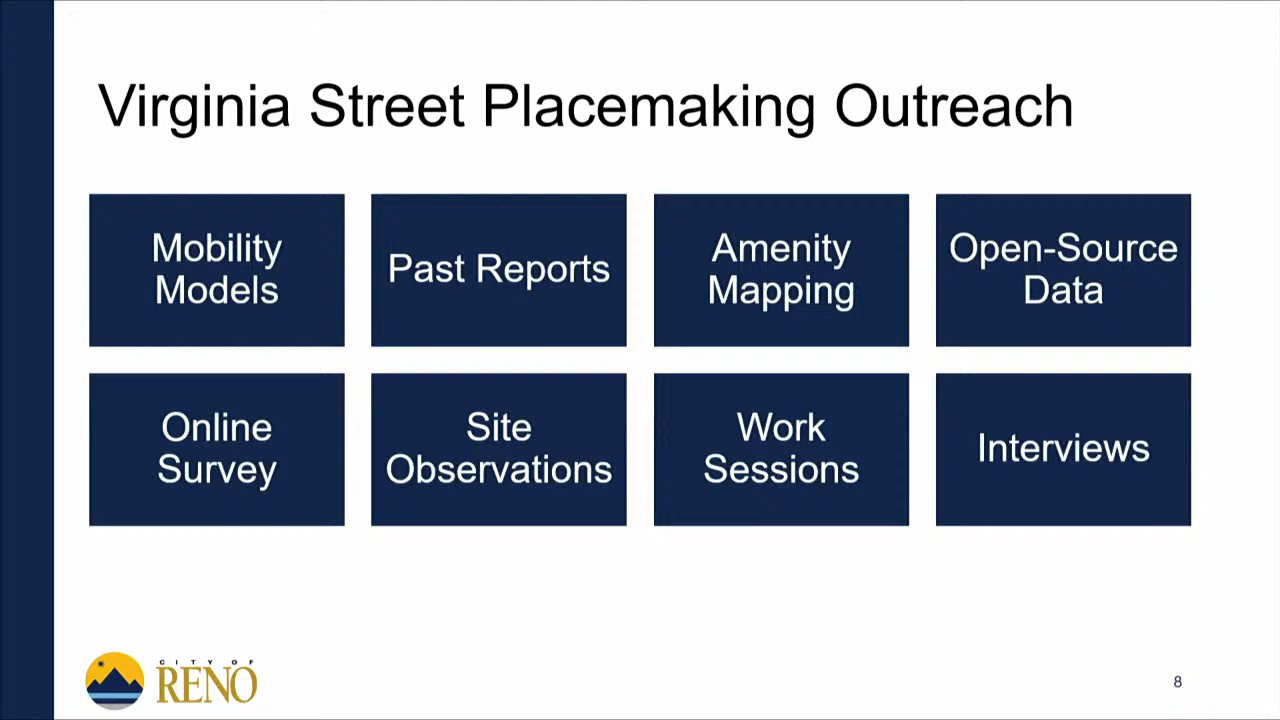 Virginia Street Placemaking Outreach
Mobility
Models
Past Reports
Amenity
Mapping
Open-Source
Data
Online
Survey
Site
Observations
Work
Sessions
Interviews
CITY OF
RENO
8